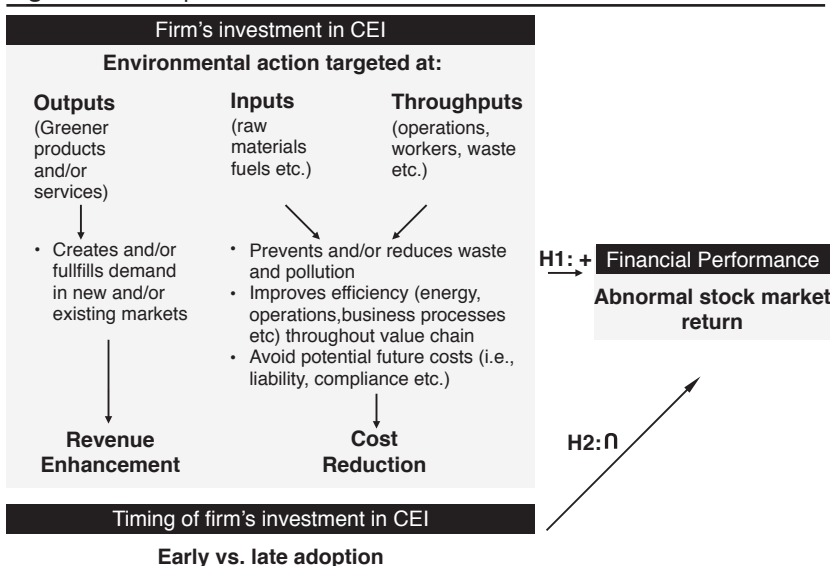 Firm's investment in CEI
Environmental action targeted at:
Outputs
(Greener
products
and/or
services)
Inputs
(raw
materials
fuels etc.)
Throughputs
(operations,
workers, waste
etc.)
• Creates and/or
fullfills demand
in new and/or
existing markets
• Prevents and/or reduces waste
and pollution
• Improves efficiency (energy,
operations,business processes
etc) throughout value chain
• Avoid potential future costs (i.e.,
liability, compliance etc.)
Revenue
Enhancement
Cost
Reduction
H1: +
Financial Performance
Abnormal stock market
return
H2:∩
Timing of firm's investment in CEI
Early vs. late adoption